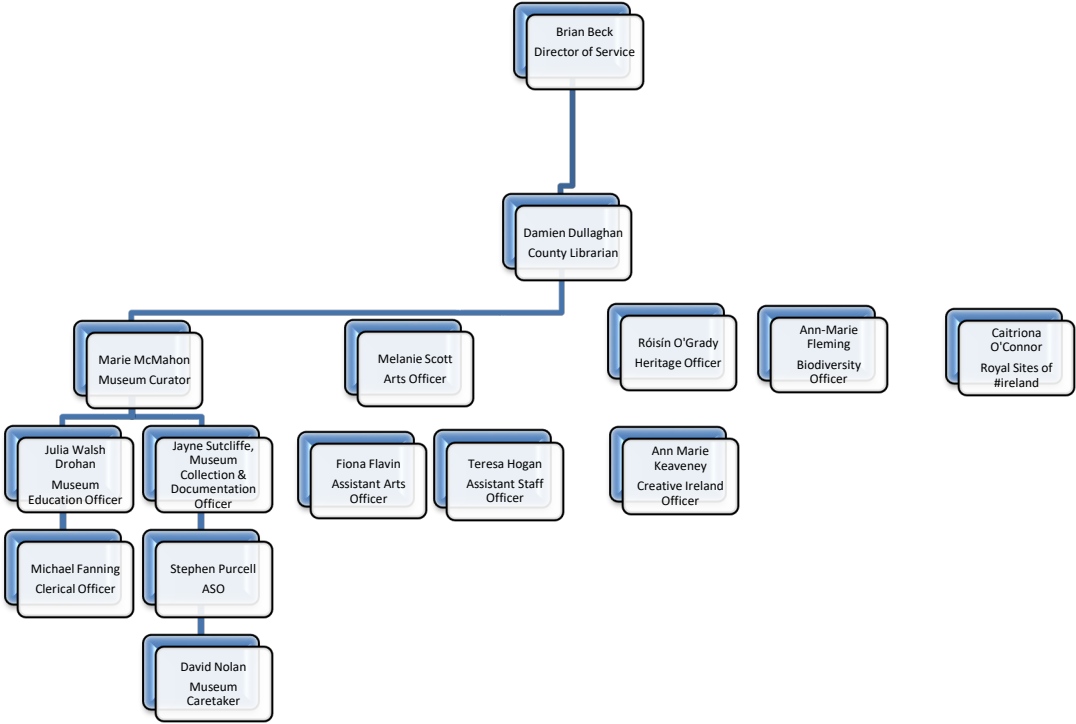 Brian Beck
Director of Service
Damien Dullaghan
County Librarian
Marie McMahon
Museum Curator
Melanie Scott
Arts Officer
Róisín O'Grady
Heritage Officer
Ann-Marie
Fleming
Biodiversity
Officer
Caitriona
O'Connor
Royal Sites of
#ireland
Julia Walsh
Drohan
Museum
Education Officer
Jayne Sutcliffe,
Museum
Collection &
Documentation
Officer
Fiona Flavin
Assistant Arts
Officer
Teresa Hogan
Assistant Staff
Officer
Ann Marie
Keaveney
Creative Ireland
Officer
Michael Fanning
Clerical Officer
Stephen Purcell
ASO
David Nolan
Museum
Caretaker